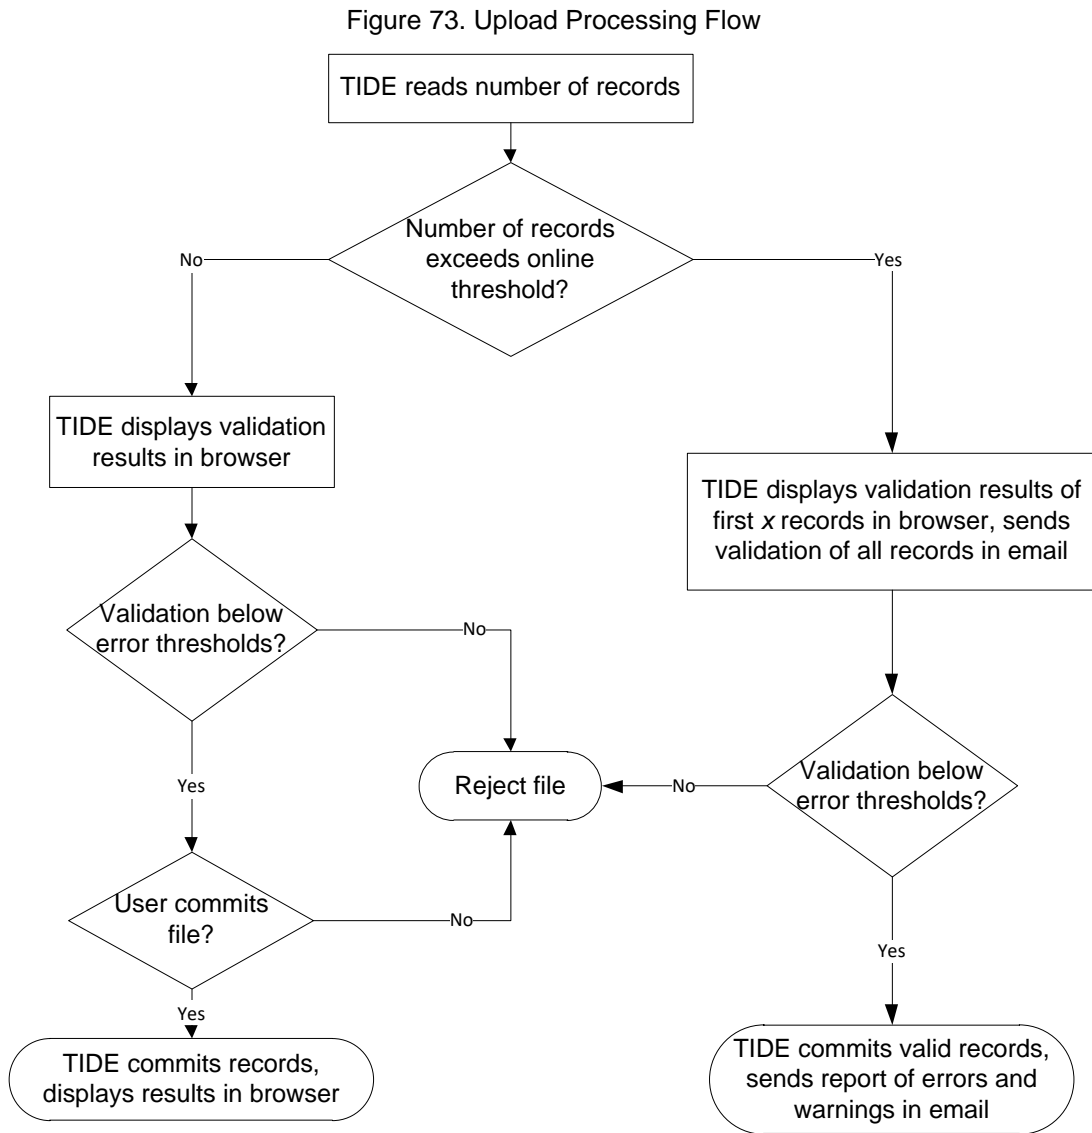 Figure 73. Upload Processing Flow
TIDE reads number of records
Number of records
exceeds online
threshold?
No
Yes
TIDE displays validation
results in browser
TIDE displays validation results of
first x records in browser, sends
validation of all records in email
Validation below
error thresholds?
No
Yes
Reject file
No
Validation below
error thresholds?
User commits
file?
No
Yes
Yes
TIDE commits records,
displays results in browser
TIDE commits valid records,
sends report of errors and
warnings in email